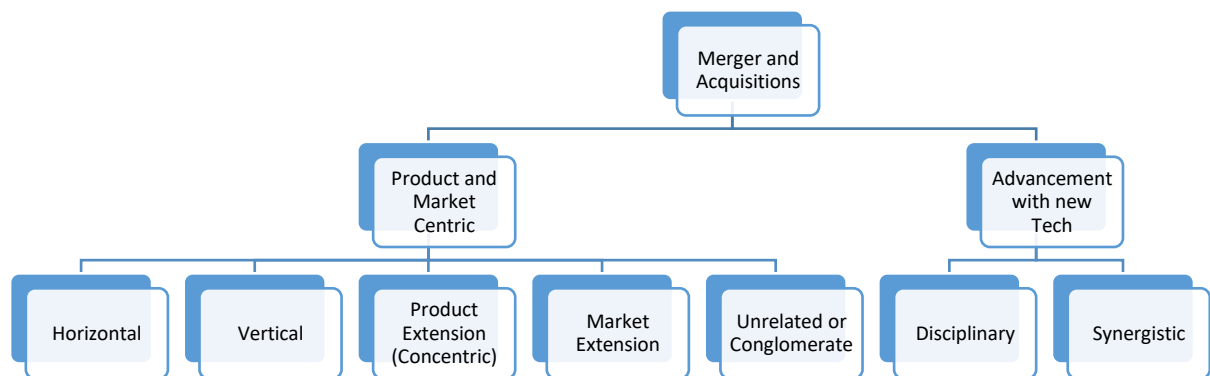 Merger and
Acquisitions
Product and
Market
Centric
Advancement
with new
Tech
Horizontal
Vertical
Product
Extension
(Concentric)
Market
Extension
Unrelated or
Conglomerate
Disciplinary
Synergistic